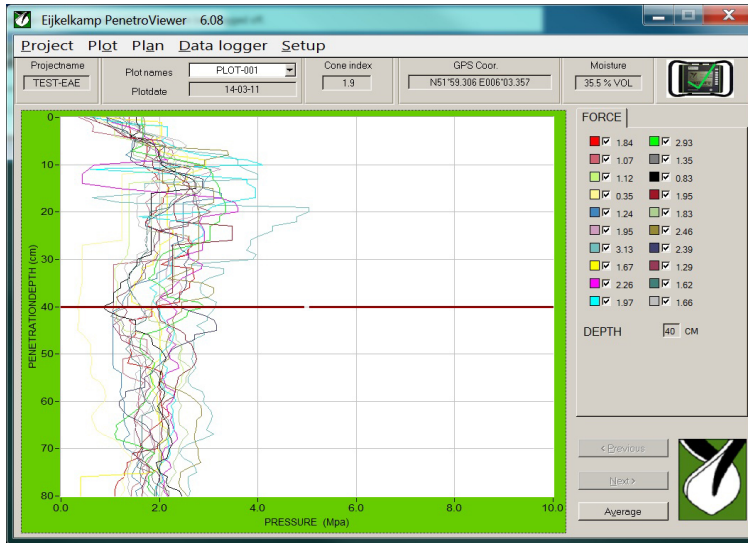 Eijkelkamp PenetroViewer 6.08
Project Plot Plan Data logger Setup
Projectname
TEST-EAE
Plot names PLOT-001
Plotdate 14-03-11
Cone index
1.9
GPS Coor.
N51°59.306 E006°03.357
Moisture
35.5 % VOL
FORCE
1.84 2.93
1.07 1.35
1.12 0.83
0.35 1.95
1.24 1.83
1.95 2.46
3.13 2.39
1.67 1.29
2.26 1.62
1.97 1.66
DEPTH 40 CM
< Previous
Next >
Average
PENETRATIONDEPTH (cm)
0
10
20
30
40
50
60
70
80
0.0 2.0 4.0 6.0 8.0 10.0
PRESSURE (Mpa)